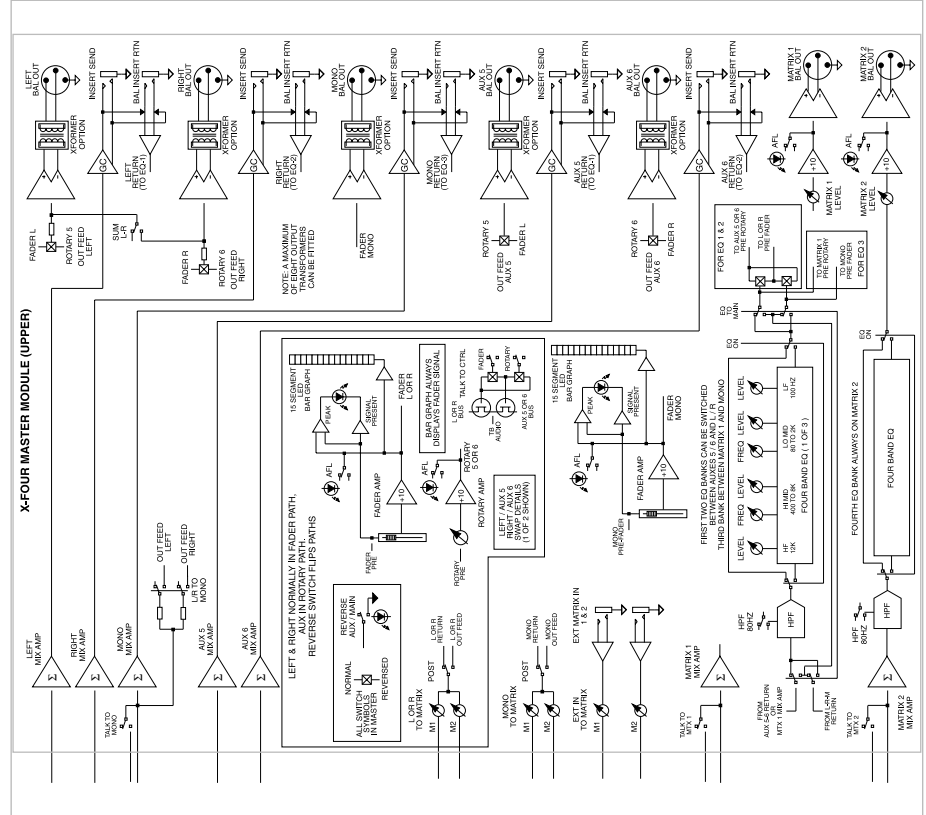 X-FOUR MASTER MODULE (UPPER)
LEFT
BAL OUT
INSERT SEND
BAL INSERT RTN
XFORMER
OPTION
GC
LEFT
RETURN
(TO EQ-1)
RIGHT
BAL OUT
INSERT SEND
BAL INSERT RTN
XFORMER
OPTION
GC
RIGHT
RETURN
(TO EQ-2)
MONO
BAL OUT
INSERT SEND
BAL INSERT RTN
XFORMER
OPTION
GC
MONO
RETURN
(TO EQ-3)
AUX 5
BAL OUT
INSERT SEND
BAL INSERT RTN
XFORMER
OPTION
GC
AUX 5
RETURN
(TO EQ-1)
AUX 6
BAL OUT
INSERT SEND
BAL INSERT RTN
XFORMER
OPTION
GC
AUX 6
RETURN
(TO EQ-2)
MATRIX 1
BAL OUT
AFL
+10
MATRIX 1
LEVEL
MATRIX 2
BAL OUT
AFL
+10
MATRIX 2
LEVEL
FADER L
ROTARY 5
OUT FEED
LEFT
SUM
L-R
FADER R
ROTARY 6
OUT FEED
RIGHT
NOTE: A MAXIMUM
OF EIGHT OUTPUT
TRANSFORMERS
CAN BE FITTED
FADER
MONO
ROTARY 5
FADER L
OUT FEED
AUX 5
ROTARY 6
FADER R
OUT FEED
AUX 6
FOR EQ 1 & 2
TO AUX 5 OR 6
PRE FADER
TO L OR R
PRE FADER
TO MATRIX 1
PRE ROTARY
TO MONO
PRE FADER
FOR EQ 3
EQ
TO
MAIN
EQ
ON
EQ
ON
15 SEGMENT
LED
BAR GRAPH
PEAK
SIGNAL
PRESENT
AFL
FADER AMP
+10
FADER
L OR R
FADER
PRE
BAR GRAPH ALWAYS
DISPLAYS FADER SIGNAL
AFL
+10
ROTARY AMP
ROTARY
5 OR 6
ROTARY
PRE
TALK TO CTRL
L OR R
BUS
FADER
TB
AUDIO
ROTARY
AUX 5 OR 6
BUS
LEFT / AUX 5
RIGHT / AUX 6
SWAP DETAILS
(1 OF 2 SHOWN)
15 SEGMENT
LED
BAR GRAPH
PEAK
SIGNAL
PRESENT
AFL
FADER AMP
+10
FADER
MONO
MONO
PRE-FADER
FIRST TWO EQ BANKS CAN BE SWITCHED
BETWEEN AUXES 5 / 6 AND L / R
THIRD BANK BETWEEN MATRIX 1 AND MONO
LEVEL
FREQ
LEVEL
FREQ
LEVEL
LEVEL
HF
12K
HI MID
400 TO 8K
LO MID
80 TO 2K
LF
100 HZ
FOUR BAND EQ ( 1 OF 3 )
FOURTH EQ BANK ALWAYS ON MATRIX 2
FOUR BAND EQ
LEFT & RIGHT NORMALLY IN FADER PATH,
AUX IN ROTARY PATH.
REVERSE SWITCH FLIPS PATHS
OUT FEED
LEFT
OUT FEED
RIGHT
L/R TO
MONO
REVERSE
AUX / MAIN
NORMAL
REVERSED
ALL SWITCH
SYMBOLS
IN MASTER
LEFT
MIX AMP
Σ
RIGHT
MIX AMP
Σ
MONO
MIX AMP
Σ
TALK TO
MONO
AUX 5
MIX AMP
Σ
AUX 6
MIX AMP
Σ
L OR R
TO MATRIX
POST
L OR R
RETURN
L OR R
OUT FEED
M1
M2
MONO
TO MATRIX
POST
MONO
RETURN
MONO
OUT FEED
M1
M2
EXT MATRIX IN
1 & 2
EXT IN
TO MATRIX
M1
M2
MATRIX 1
MIX AMP
Σ
TALK TO
MTX 1
HPF
80HZ
HPF
FROM
AUX 5-6 RETURN
OR
MTX 1 MIX AMP
FROM L-R-M
RETURN
HPF
80HZ
HPF
TALK TO
MTX 2
Σ
MATRIX 2
MIX AMP